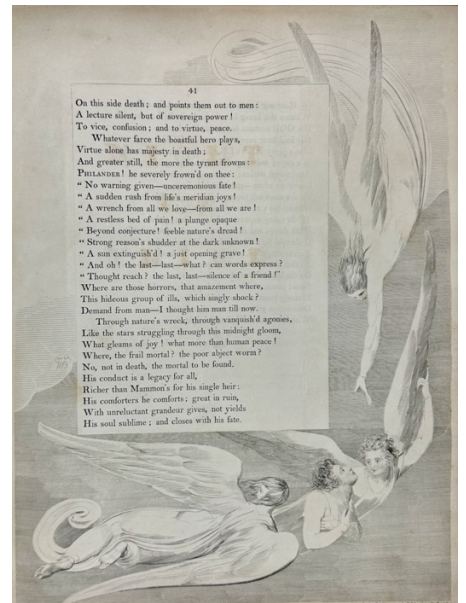 41
On this side death; and points them out to men:
A lecture silent, but of sovereign power!
To vice, confusion; and to virtue, peace.
Whatever farce the boastful hero plays,
Virtue alone has majesty in death;
And greater still, the more the tyrant frowns:
PHILANDER! he severely frown'd on thee:
" No warning given—unceremonious fate!
" A sudden rush from life's meridian joys!
" A wrench from all we love—from all we are!
" A restless bed of pain! a plunge opaque
" Beyond conjecture! feeble nature's dread!
" Strong reason's shudder at the dark unknown!
" A sun extinguish'd! a just opening grave!
" And oh! the last—last—what? can words express?
" Thought reach? the last, last—silence of a friend!"
Where are those horrors, that amazement where,
This hideous group of ills, which singly shock?
Demand from man—I thought him man till now.
Through nature's wreck, through vanquish'd agonies,
Like the stars struggling through this midnight gloom,
What gleams of joy! what more than human peace!
Where, the frail mortal? the poor abject worm?
No, not in death, the mortal to be found.
His conduct is a legacy for all,
Richer than Mammon's for his single heir:
His comforters he comforts; great in ruin,
With unreluctant grandeur gives, not yields
His soul sublime; and closes with his fate.